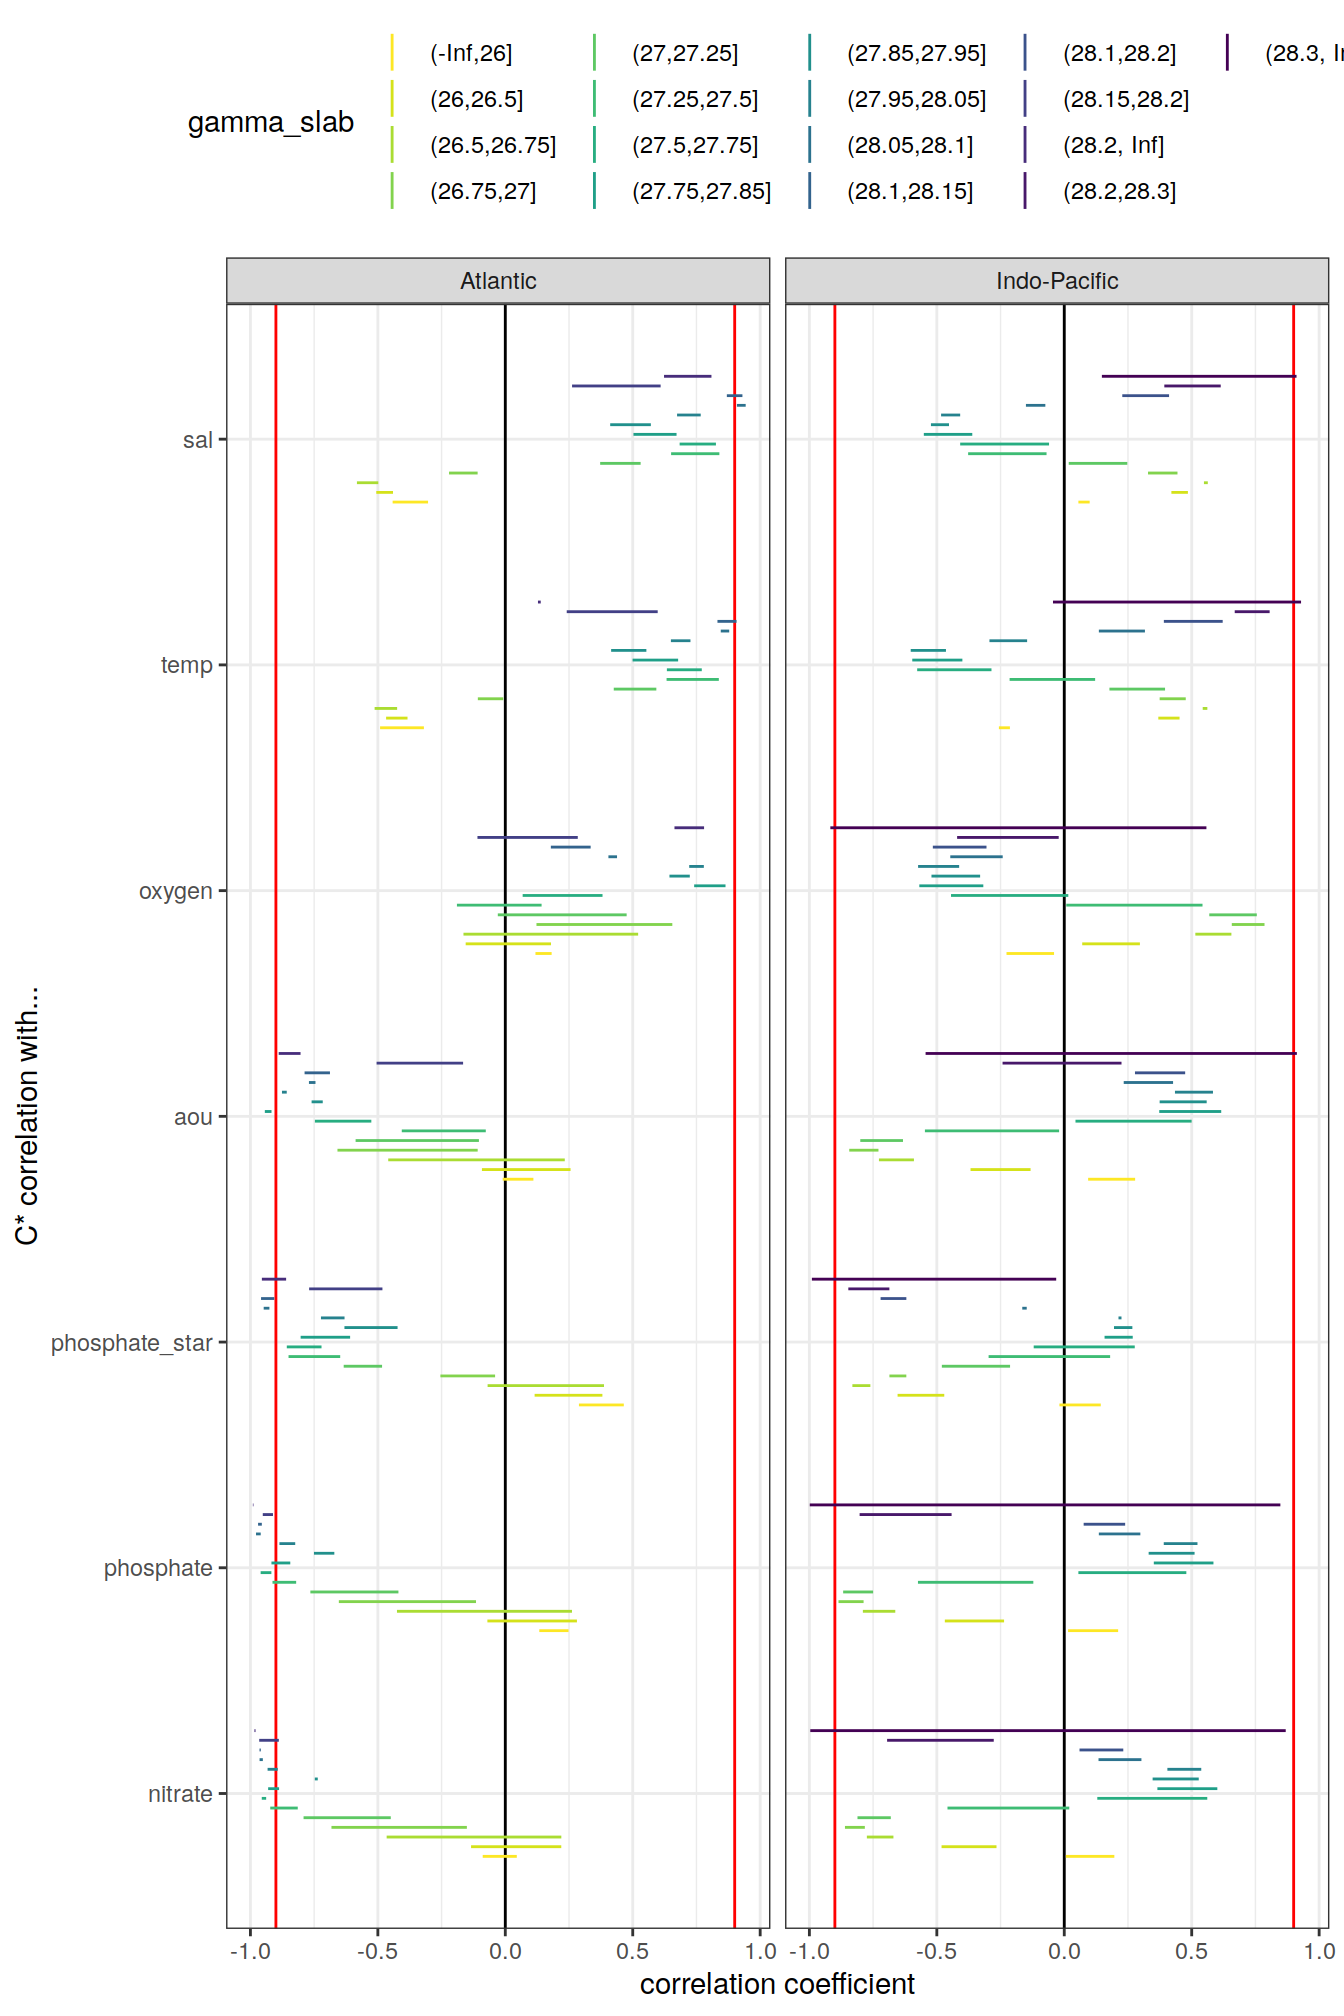 (-Inf,26] (27,27.25] (27.85,27.95] (28.1,28.2] (28.3,
(26,26.5] (27.25,27.5] (27.95,28.05] (28.15,28.2]
gamma_slab
(26.5,26.75] (27.5,27.75] (28.05,28.1] (28.2, Inf]
(26.75,27] (27.75,27.85] (28.1,28.15] (28.2,28.3]
Atlantic Indo-Pacific
sal
temp
oxygen
aou
phosphate_star
phosphate
nitrate
C* correlation with...
-1.0 -0.5 0.0 0.5 1.0 -1.0 -0.5 0.0 0.5 1.0
correlation coefficient